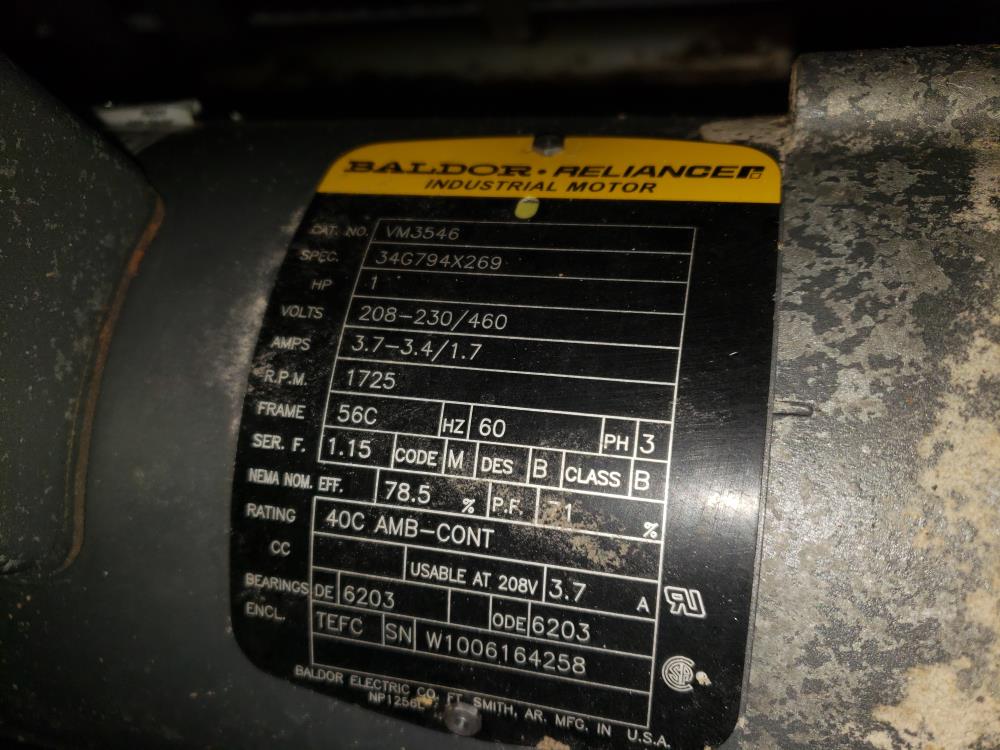 BALDOR • RELIANCE
INDUSTRIAL MOTOR
CAT. NO. VM3546
SPEC. 34G794X269
HP 1
VOLTS 208-230/460
AMPS 3.7-3.4/1.7
R.P.M. 1725
FRAME 56C HZ 60 PH 3
SER. F. 1.15 CODE M DES B CLASS B
NEMA NOM. EFF. 78.5 % P.F. 71 %
RATING 40C AMB-CONT
CC USABLE AT 208V 3.7 A
BEARINGS DE 6203 ODE 6203
ENCL. TEFC SN W1006164258
BALDOR ELECTRIC CO. FT. SMITH, AR. MFG. IN U.S.A.